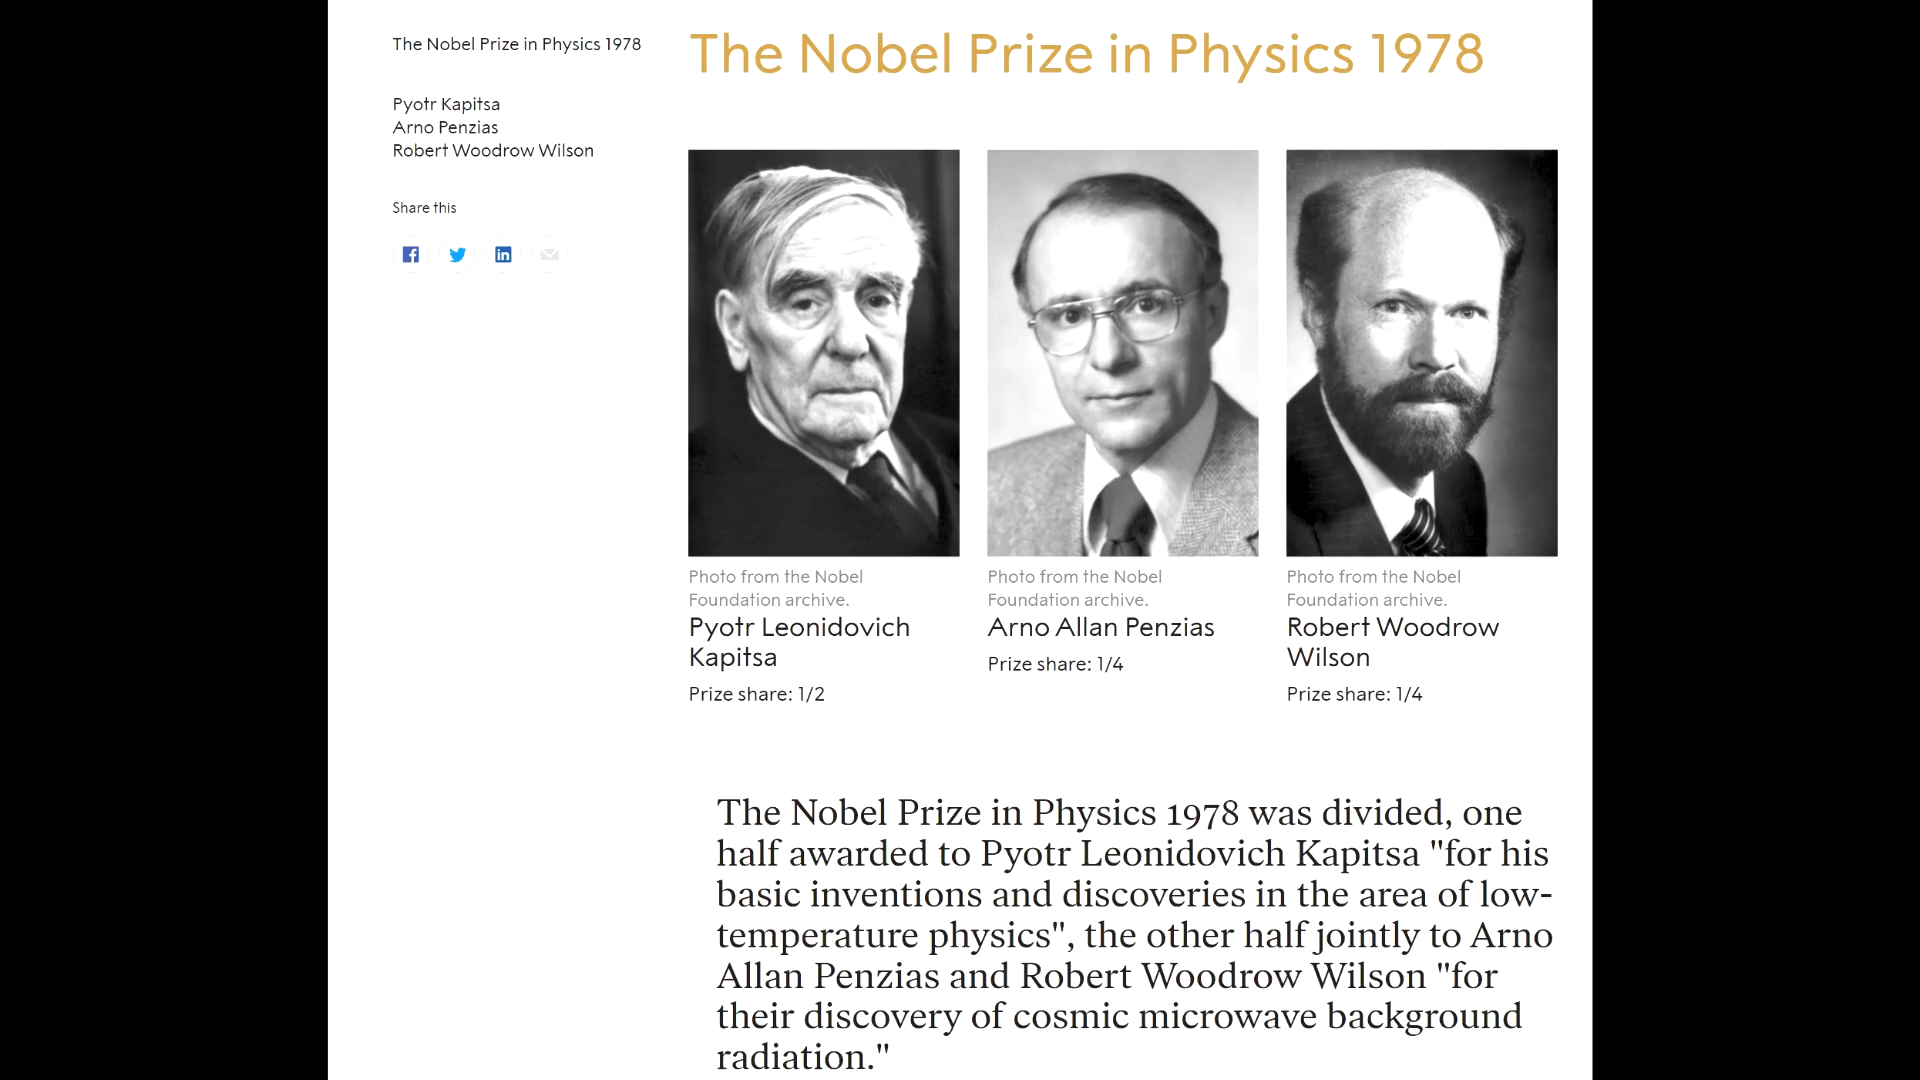 The Nobel Prize in Physics 1978
Pyotr Kapitsa
Arno Penzias
Robert Woodrow Wilson
Share this
The Nobel Prize in Physics 1978
Photo from the Nobel
Foundation archive.
Pyotr Leonidovich
Kapitsa
Prize share: 1/2
Photo from the Nobel
Foundation archive.
Arno Allan Penzias
Prize share: 1/4
Photo from the Nobel
Foundation archive.
Robert Woodrow
Wilson
Prize share: 1/4
The Nobel Prize in Physics 1978 was divided, one
half awarded to Pyotr Leonidovich Kapitsa "for his
basic inventions and discoveries in the area of low-
temperature physics", the other half jointly to Arno
Allan Penzias and Robert Woodrow Wilson "for
their discovery of cosmic microwave background
radiation."